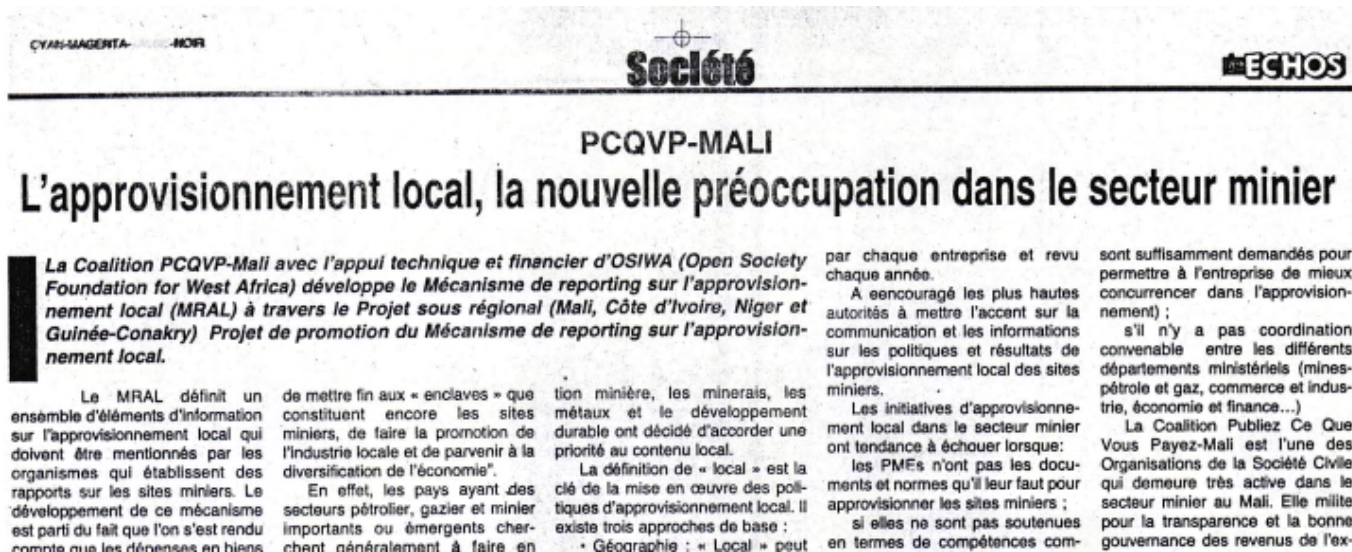 CYAN-MAGENTA- -NOIR
Société
les ECHOS
PCQVP-MALI
L'approvisionnement local, la nouvelle préoccupation dans le secteur minier
La Coalition PCQVP-Mali avec l'appui technique et financier d'OSIWA (Open Society
Foundation for West Africa) développe le Mécanisme de reporting sur l'approvision-
nement local (MRAL) à travers le Projet sous régional (Mali, Côte d'Ivoire, Niger et
Guinée-Conakry) Projet de promotion du Mécanisme de reporting sur l'approvision-
nement local.
Le MRAL définit un
ensemble d'éléments d'information
sur l'approvisionnement local qui
doivent être mentionnés par les
organismes qui établissent des
rapports sur les sites miniers. Le
développement de ce mécanisme
est parti du fait que l'on s'est rendu
compte que les dépenses en biens
de mettre fin aux « enclaves » que
constituent encore les sites
miniers, de faire la promotion de
l'industrie locale et de parvenir à la
diversification de l'économie".
En effet, les pays ayant des
secteurs pétrolier, gazier et minier
importants ou émergents cher-
chent généralement à faire en
tion minière, les minerais, les
métaux et le développement
durable ont décidé d'accorder une
priorité au contenu local.
La définition de « local » est la
clé de la mise en œuvre des poli-
tiques d'approvisionnement local. Il
existe trois approches de base :
• Géographie : « Local » peut
par chaque entreprise et revu
chaque année.
A eencouragé les plus hautes
autorités à mettre l'accent sur la
communication et les informations
sur les politiques et résultats de
l'approvisionnement local des sites
miniers.
Les initiatives d'approvisionne-
ment local dans le secteur minier
ont tendance à échouer lorsque:
les PMEs n'ont pas les docu-
ments et normes qu'il leur faut pour
approvisionner les sites miniers ;
si elles ne sont pas soutenues
en termes de compétences com-
sont suffisamment demandés pour
permettre à l'entreprise de mieux
concurrencer dans l'approvision-
nement) ;
s'il n'y a pas coordination
convenable entre les différents
départements ministériels (mines-
pétrole et gaz, commerce et indus-
trie, économie et finance...)
La Coalition Publiez Ce Que
Vous Payez-Mali est l'une des
Organisations de la Société Civile
qui demeure très active dans le
secteur minier au Mali. Elle milite
pour la transparence et la bonne
gouvernance des revenus de l'ex-